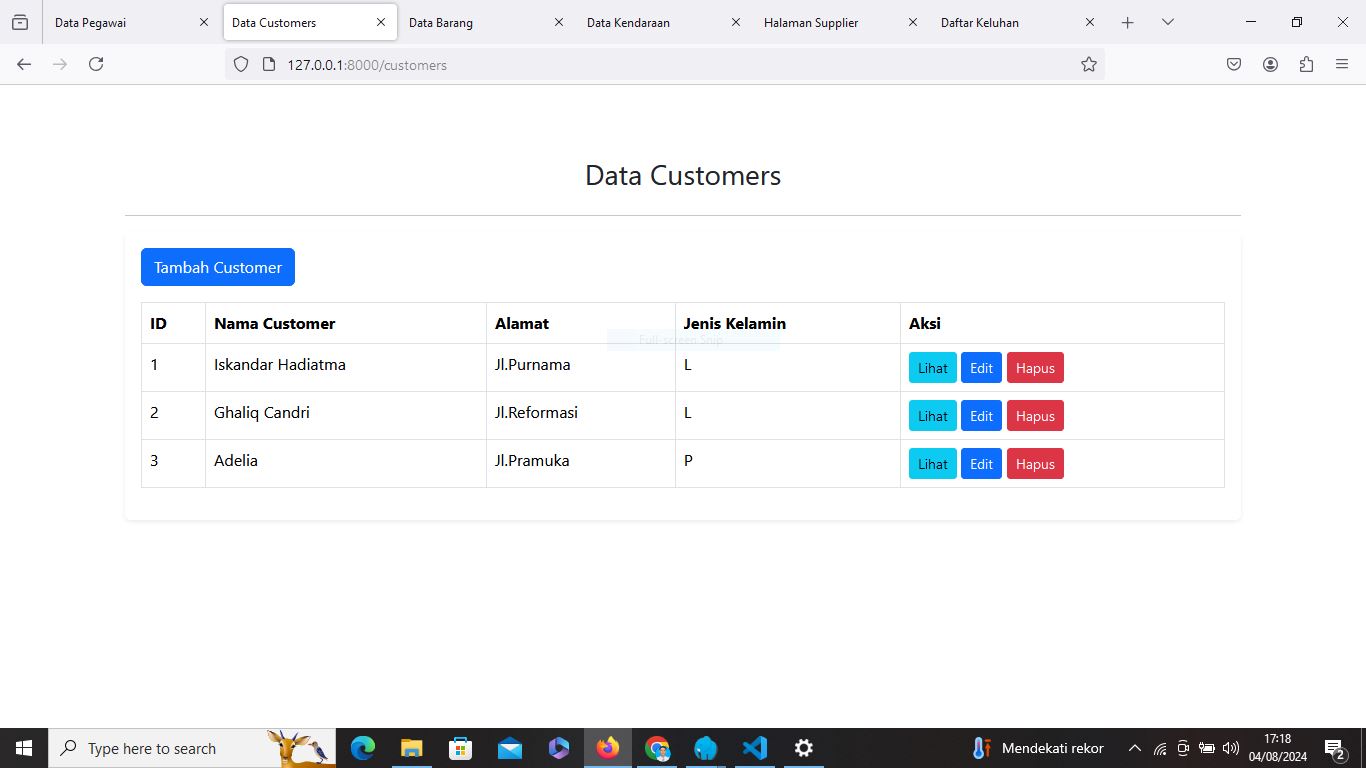 Data Pegawai
Data Customers
Data Barang
Data Kendaraan
Halaman Supplier
Daftar Keluhan
127.0.0.1:8000/customers
Data Customers
Tambah Customer
ID Nama Customer Alamat Jenis Kelamin Aksi
Full-screen Snip
1 Iskandar Hadiatma Jl.Purnama L Lihat Edit Hapus
2 Ghaliq Candri Jl.Reformasi L Lihat Edit Hapus
3 Adelia Jl.Pramuka P Lihat Edit Hapus
Type here to search
Mendekati rekor
17:18
04/08/2024
2